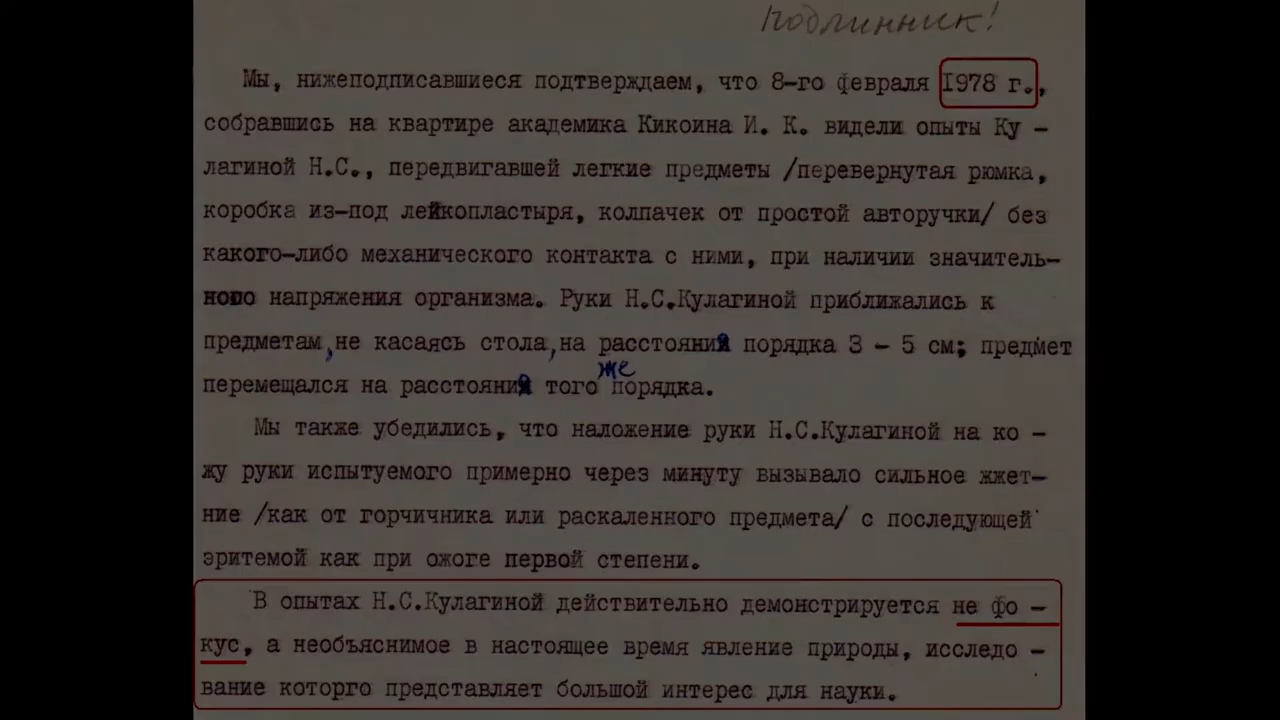 Подлинник!
Мы, нижеподписавшиеся подтверждаем, что 8-го февраля 1978 г.,
собравшись на квартире академика Кикоина И. К. видели опыты Ку -
лагиной Н.С., передвигавшей легкие предметы /перевернутая рюмка,
коробка из-под лейкопластыря, колпачек от простой авторучки/ без
какого-либо механического контакта с ними, при наличии значитель-
ного напряжения организма. Руки Н.С.Кулагиной приближались к
предметам, не касаясь стола, на расстояния порядка 3 - 5 см; предмет
перемещался на расстояния того же порядка.
Мы также убедились, что наложение руки Н.С.Кулагиной на ко -
жу руки испытуемого примерно через минуту вызывало сильное жжет-
ние /как от горчичника или раскаленного предмета/ с последующей
эритемой как при ожоге первой степени.
В опытах Н.С.Кулагиной действительно демонстрируется не фо -
кус, а необъяснимое в настоящее время явление природы, исследо -
вание которго представляет большой интерес для науки.